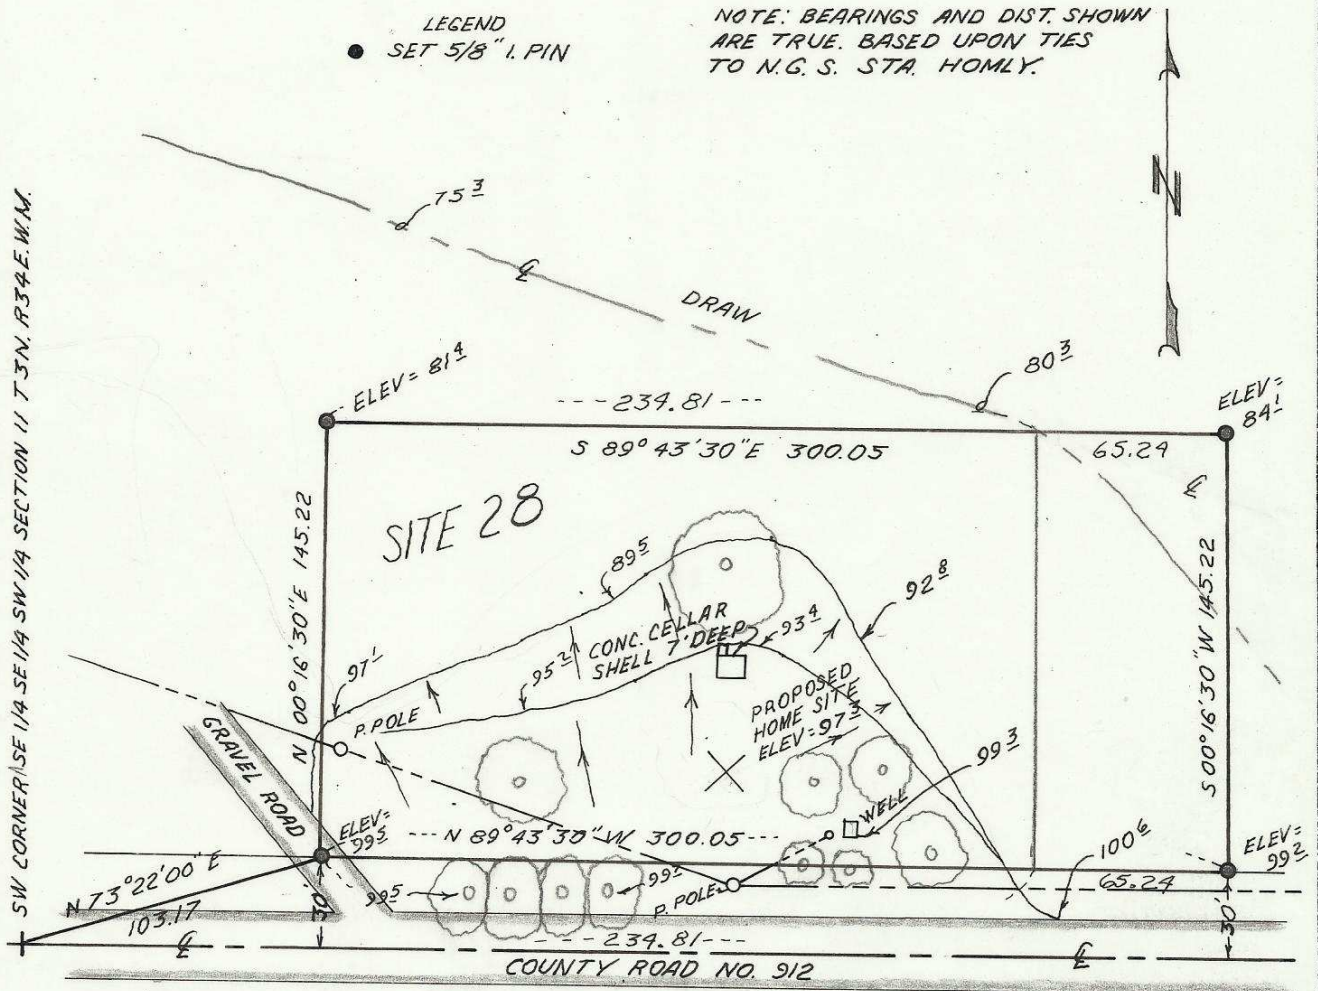 LEGEND
● SET 5/8" I. PIN
NOTE: BEARINGS AND DIST. SHOWN
ARE TRUE. BASED UPON TIES
TO N.G.S. STA. HOMLY.
N
75 3
℄
DRAW
80 3
ELEV = 81 4
--- 234.81 ---
ELEV =
84 1
S 89° 43' 30" E 300.05
65.24
SW CORNER SE 1/4 SE 1/4 SW 1/4 SECTION 11 T 3 N. R 34 E. W.M.
N 00° 16' 30" E 145.22
SITE 28
℄
S 00° 16' 30" W 145.22
89 5
92 8
CONC. CELLAR
SHELL 7' DEEP
93 4
95 2
97 1
P. POLE
PROPOSED
HOME SITE
ELEV = 97 3
99 3
GRAVEL ROAD
WELL
ELEV =
99 5
--- N 89° 43' 30" W 300.05 ---
100 6
ELEV =
99 2
N 73° 22' 00" E
103.17
30'
99 5
P. POLE
65.24
30'
℄
--- 234.81 ---
℄
COUNTY ROAD NO. 912